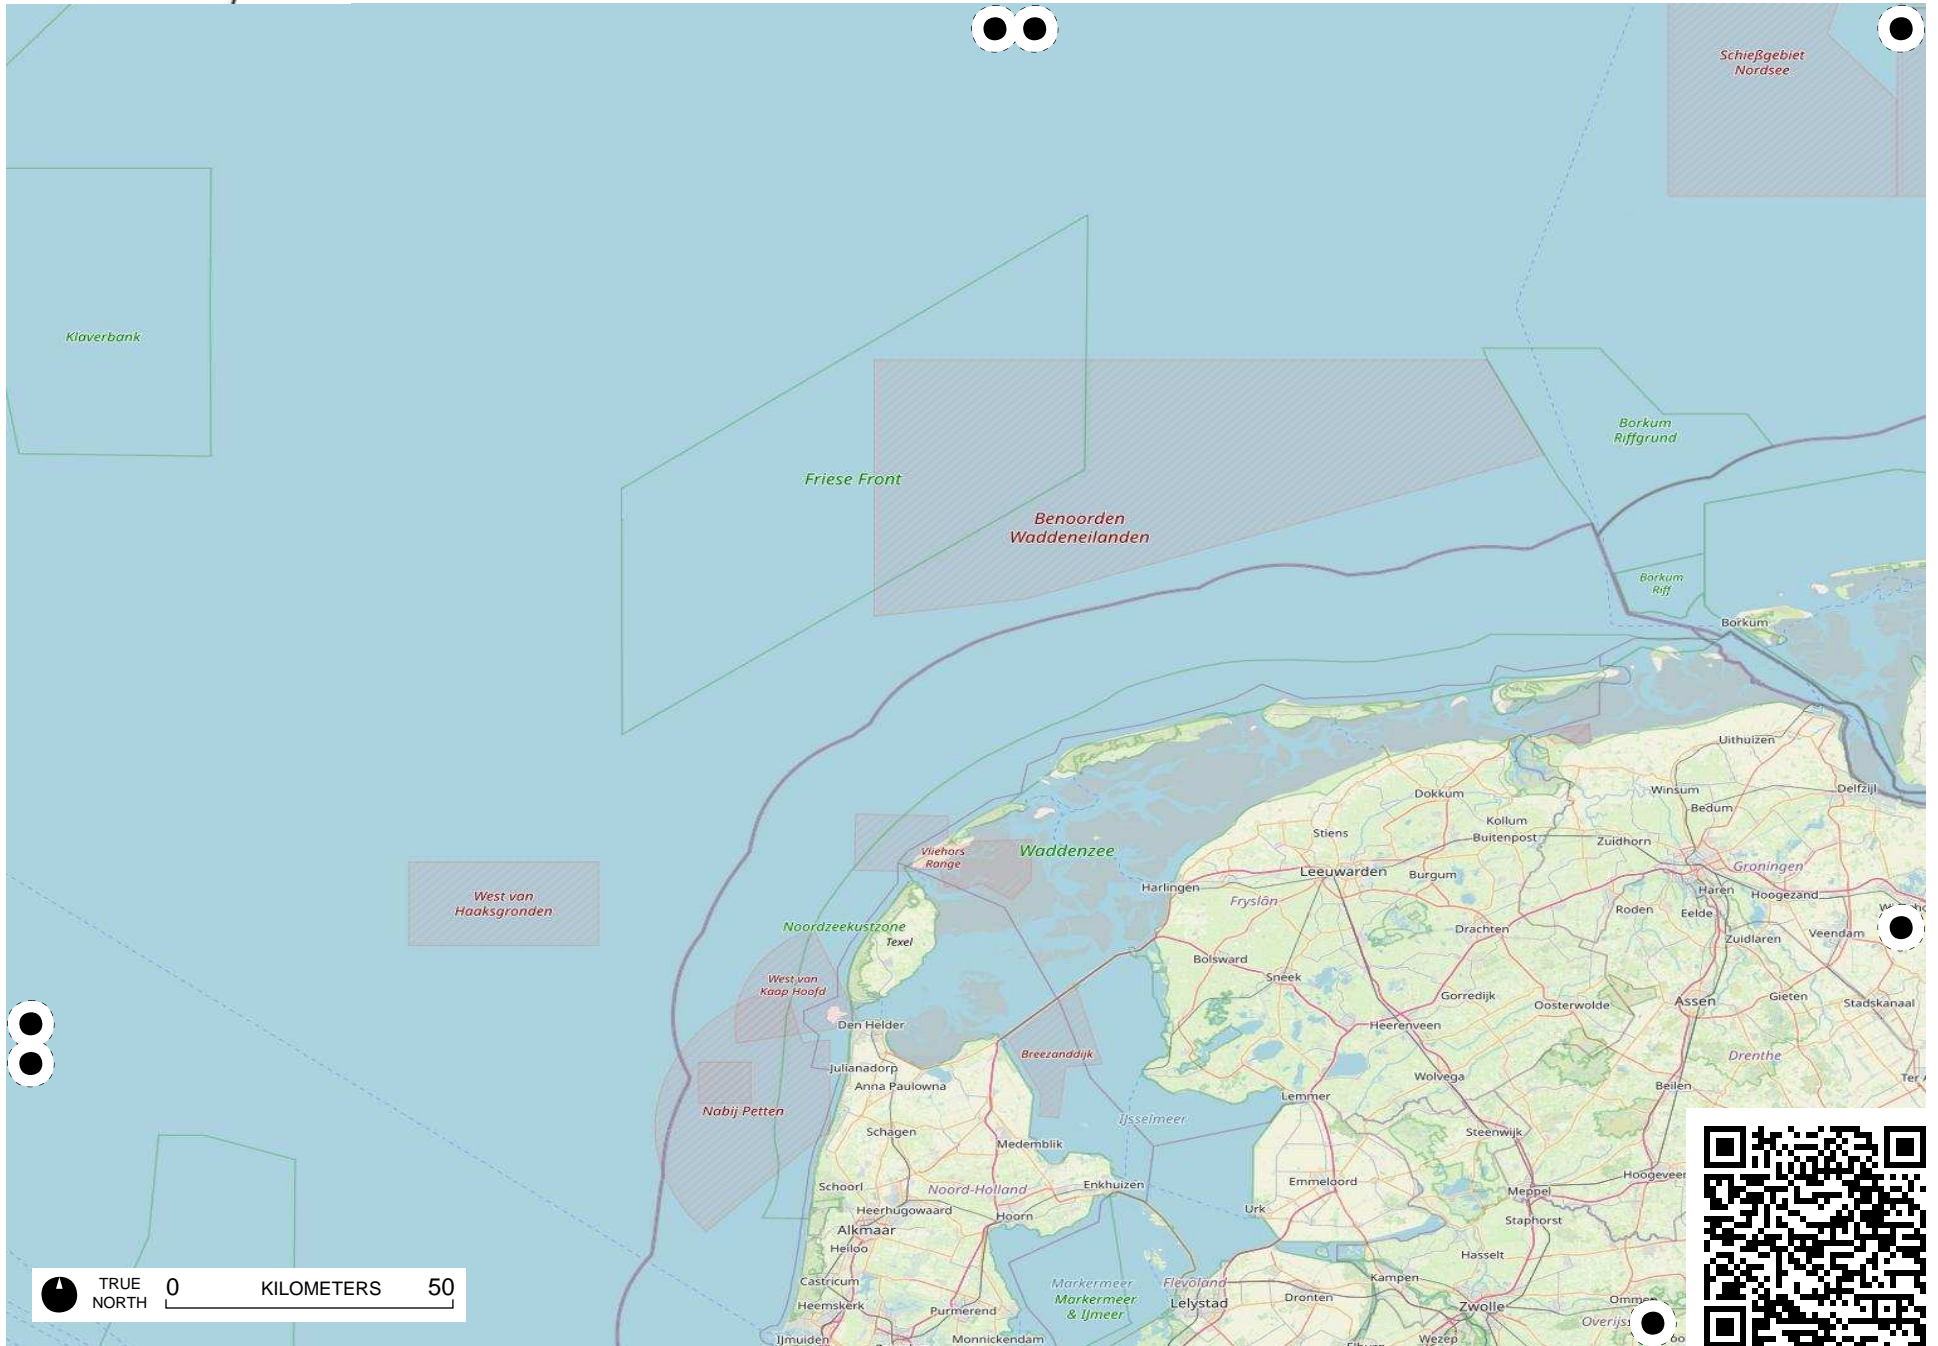 Schießgebiet
Nordsee
Klaverbank
Borkum
Riffgrund
Friese Front
Benoorden
Waddeneilanden
Borkum
Riff
Borkum
Uithuizen
Dokkum
Winsum
Delfzijl
Bedum
Kollum
Stiens
Buitenpost
Zuidhorn
Vliehors
Range
Waddenzee
Groningen
Leeuwarden
Burgum
Harlingen
Haren
Hoogezand
West van
Haaksgronden
Fryslân
Roden
Eelde
Noordzeekustzone
Texel
Drachten
Zuidlaren
Veendam
Bolsward
Sneek
West van
Kaap Hoofd
Gorredijk
Oosterwolde
Assen
Gieten
Stadskanaal
Den Helder
Heerenveen
Breezanddijk
Drenthe
Julianadorp
Anna Paulowna
Wolvega
Beilen
Ter A
Lemmer
Nabij Petten
IJsselmeer
Schagen
Medemblik
Steenwijk
Hoogeveen
Schoorl
Noord-Holland
Enkhuizen
Emmeloord
Meppel
Heerhugowaard
Hoorn
Urk
Staphorst
Alkmaar
Heiloo
Hasselt
Castricum
Markermeer
Markermeer
& IJmeer
Flevoland
Kampen
TRUE
NORTH
0 KILOMETERS 50
Heemskerk
Purmerend
Lelystad
Dronten
Zwolle
Ommen
Overijs
IJmuiden
Monnickendam
Wezep